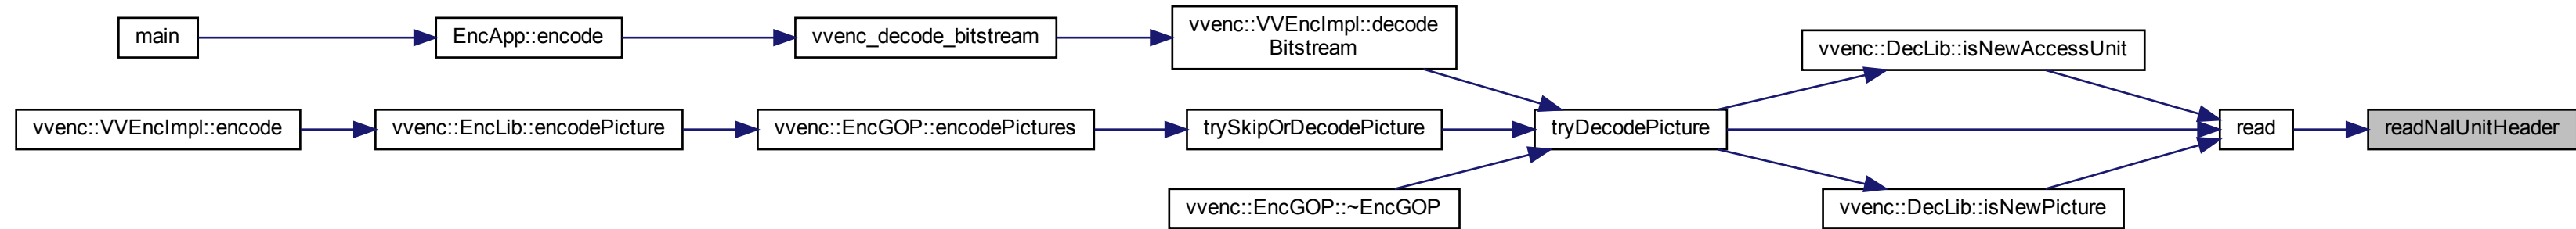 main
EncApp::encode
vvenc_decode_bitstream
vvenc::VVEncImpl::decode
Bitstream
vvenc::DecLib::isNewAccessUnit
vvenc::VVEncImpl::encode
vvenc::EncLib::encodePicture
vvenc::EncGOP::encodePictures
trySkipOrDecodePicture
tryDecodePicture
read
readNalUnitHeader
vvenc::EncGOP::~EncGOP
vvenc::DecLib::isNewPicture